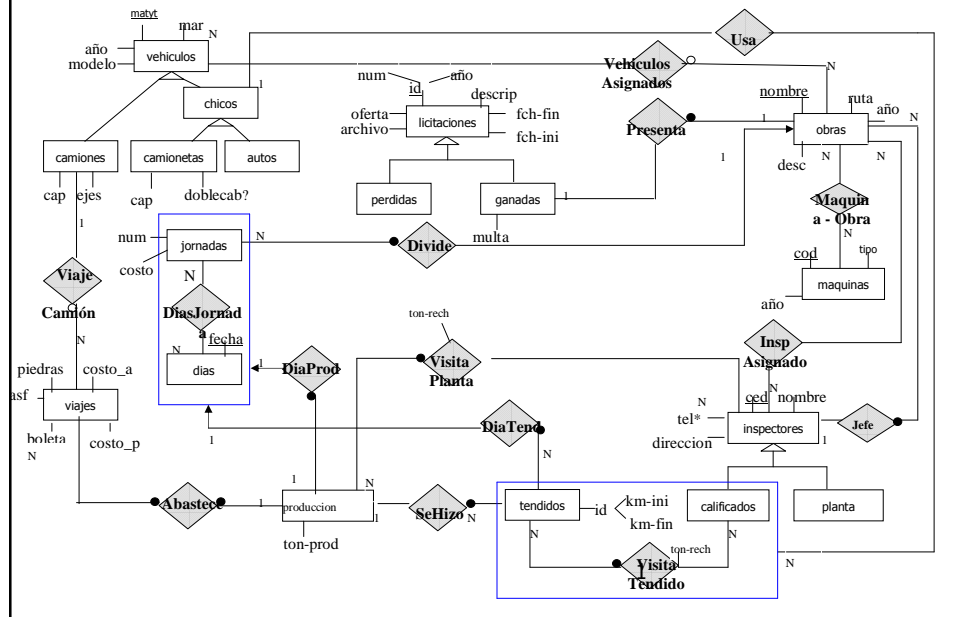 matyt
mar
N
año
modelo
vehiculos
Usa
chicos
1
num
año
id
descrip
oferta
archivo
licitaciones
fch-fin
fch-ini
Vehiculos
Asignados
N
nombre
ruta
año
N
Presenta
1
obras
desc
N
N
1
camiones
camionetas
autos
cap
ejes
cap
doblecab?
perdidas
ganadas
1
multa
Maquin
a - Obra
N
cod
tipo
maquinas
año
1
num
costo
jornadas
N
Divide
Viaje
Camión
N
N
DiasJornad
a
fecha
N
dias
1
DiaProd
ton-rech
Visita
Planta
Insp
Asignado
N
piedras
costo_a
asf
viajes
boleta
costo_p
N
1
DiaTend
N
N
ced
nombre
tel*
direccion
inspectores
1
Jefe
Abastece
1
1
produccion
N
1
ton-prod
SeHizo
N
tendidos
id
km-ini
km-fin
calificados
planta
N
N
ton-rech
1
Visita
Tendido
N